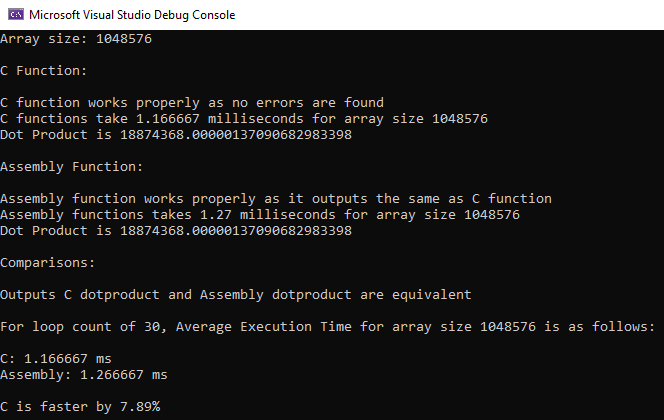 Microsoft Visual Studio Debug Console
Array size: 1048576
C Function:
C function works properly as no errors are found
C functions take 1.166667 milliseconds for array size 1048576
Dot Product is 18874368.00000137090682983398
Assembly Function:
Assembly function works properly as it outputs the same as C function
Assembly functions takes 1.27 milliseconds for array size 1048576
Dot Product is 18874368.00000137090682983398
Comparisons:
Outputs C dotproduct and Assembly dotproduct are equivalent
For loop count of 30, Average Execution Time for array size 1048576 is as follows:
C: 1.166667 ms
Assembly: 1.266667 ms
C is faster by 7.89%